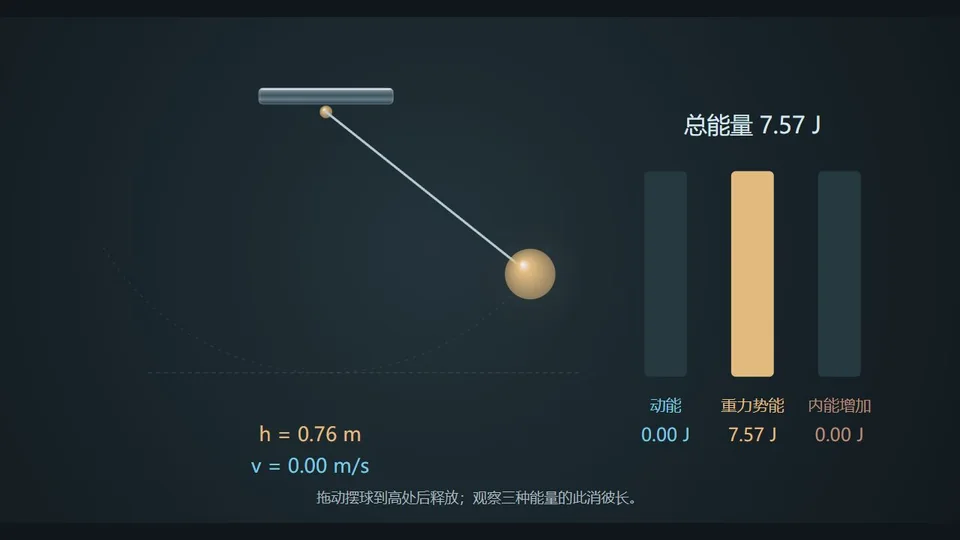 总能量 7.57 J
动能
重力势能
内能增加
0.00 J
7.57 J
0.00 J
h = 0.76 m
v = 0.00 m/s
拖动摆球到高处后释放；观察三种能量的此消彼长。